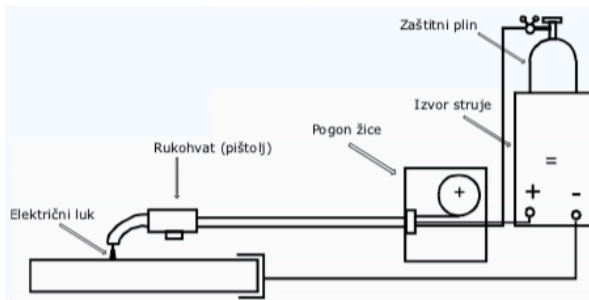 Zaštitni plin
Izvor struje
Pogon žice
Rukohvat (pištolj)
Električni luk
+
=
+ -